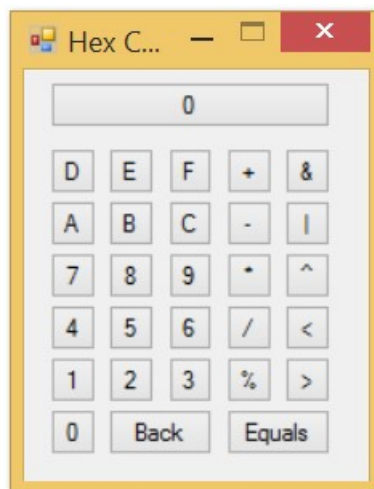 Hex C...
0
D E F + &
A B C - |
7 8 9 * ^
4 5 6 / <
1 2 3 % >
0 Back Equals